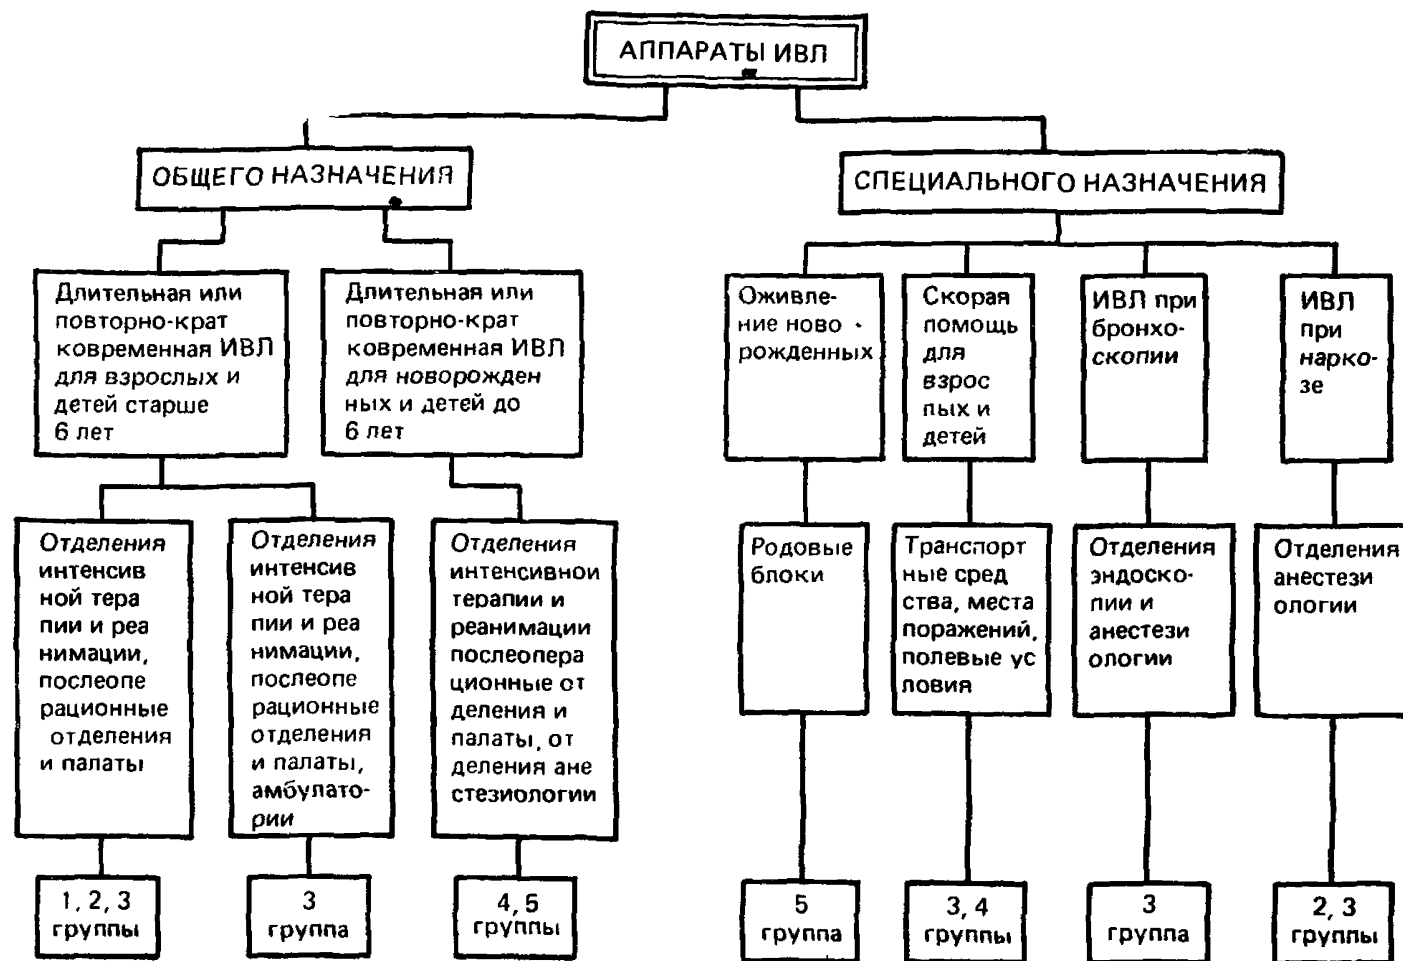 АППАРАТЫ ИВЛ
ОБЩЕГО НАЗНАЧЕНИЯ
СПЕЦИАЛЬНОГО НАЗНАЧЕНИЯ
Длительная или
повторно-крат
ковременная ИВЛ
для взрослых и
детей старше
6 лет
Длительная или
повторно-крат
ковременная ИВЛ
для новорожден
ных и детей до
6 лет
Оживле-
ние ново
рожденных
Скорая
помощь
для
взрос
лых и
детей
ИВЛ при
бронхо-
скопии
ИВЛ
при
нарко-
зе
Отделения
интенсив
ной тера
пии и реа
нимации,
послеопе
рационные
отделения
и палаты
Отделения
интенсив
ной тера
пии и реа
нимации,
послеопе
рационные
отделения
и палаты,
амбулато-
рии
Отделения
интенсивной
терапии и
реанимации
послеопера
ционные от
деления и
палаты, от
деления ане
стезиологии
Родовые
блоки
Транспорт
ные сред
ства, места
поражений,
полевые ус
ловия
Отделения
эндоско-
пии и
анестези
ологии
Отделения
анестези
ологии
1, 2, 3
группы
3
группа
4, 5
группы
5
группа
3, 4
группы
3
группа
2, 3
группы